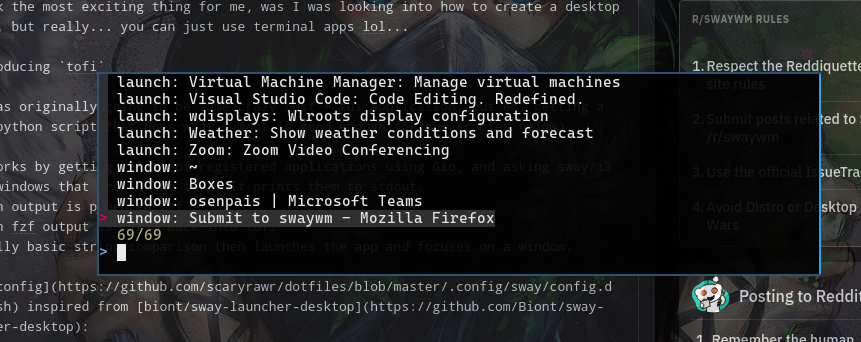 k the most exciting thing for me, was I was looking into how to create a desktop
, but really... you can just use terminal apps lol...
oducing `tofi`
as originally
python script
orks by getting registered applications using Gio, and asking sway/i3
windows that prints them to stdout.
n output is p
n fzf output is back into tofi
lly basic string comparison then launches the app and focuses on a window.
launch: Virtual Machine Manager: Manage virtual machines
launch: Visual Studio Code: Code Editing. Redefined.
launch: wdisplays: Wlroots display configuration
launch: Weather: Show weather conditions and forecast
launch: Zoom: Zoom Video Conferencing
window: ~
window: Boxes
window: osenpais | Microsoft Teams
> window: Submit to swaywm — Mozilla Firefox
69/69
>
config](https://github.com/scaryrawr/dotfiles/blob/master/.config/sway/config.d
sh) inspired from [biont/sway-launcher-desktop](https://github.com/Biont/sway-
er-desktop):
R/SWAYWM RULES
1. Respect the Reddiquette
site rules
2. Submit posts related to
/r/swaywm
3. Use the official IssueTra
4. Avoid Distro or Desktop
Wars
Posting to Reddi
1. Remember the human